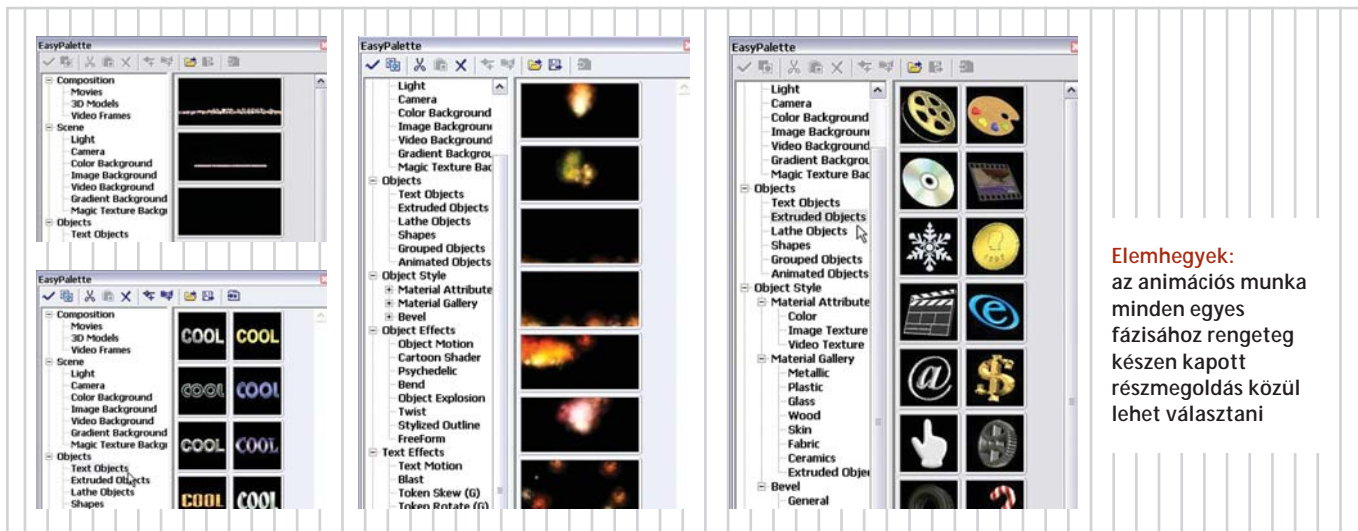 EasyPalette
Composition
Movies
3D Models
Video Frames
Scene
Light
Camera
Color Background
Image Background
Video Background
Gradient Background
Magic Texture Backgr
Objects
Text Objects
EasyPalette
Composition
Movies
3D Models
Video Frames
Scene
Light
Camera
Color Background
Image Background
Video Background
Gradient Background
Magic Texture Backgr
Objects
Text Objects
Extruded Objects
Lathe Objects
Shapes
COOL COOL
COOL COOL
COOL COOL
COOL COOL
EasyPalette
Light
Camera
Color Background
Image Backgroun
Video Background
Gradient Backgrou
Magic Texture Bac
Objects
Text Objects
Extruded Objects
Lathe Objects
Shapes
Grouped Objects
Animated Objects
Object Style
Material Attribute
Material Gallery
Bevel
Object Effects
Object Motion
Cartoon Shader
Psychedelic
Bend
Object Explosion
Twist
Stylized Outline
FreeForm
Text Effects
Text Motion
Blast
Token Skew (G)
Token Rotate (G)
EasyPalette
Light
Camera
Color Background
Image Background
Video Background
Gradient Backgrou
Magic Texture Bac
Objects
Text Objects
Extruded Objects
Lathe Objects
Shapes
Grouped Objects
Animated Objects
Object Style
Material Attribute
Color
Image Texture
Video Texture
Material Gallery
Metallic
Plastic
Glass
Wood
Skin
Fabric
Ceramics
Extruded Objec
Bevel
General
@ $
Elemhegyek:
az animációs munka
minden egyes
fázisához rengeteg
készen kapott
részmegoldás közül
lehet választani